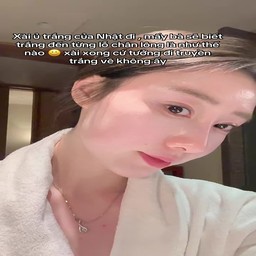 Xài ủ trắng của Nhật đi , mấy bà sẽ biết
trắng đến từng lỗ chân lông là như thế
nào 😀 xài xong cứ tưởng đi truyền
trắng về không ấy